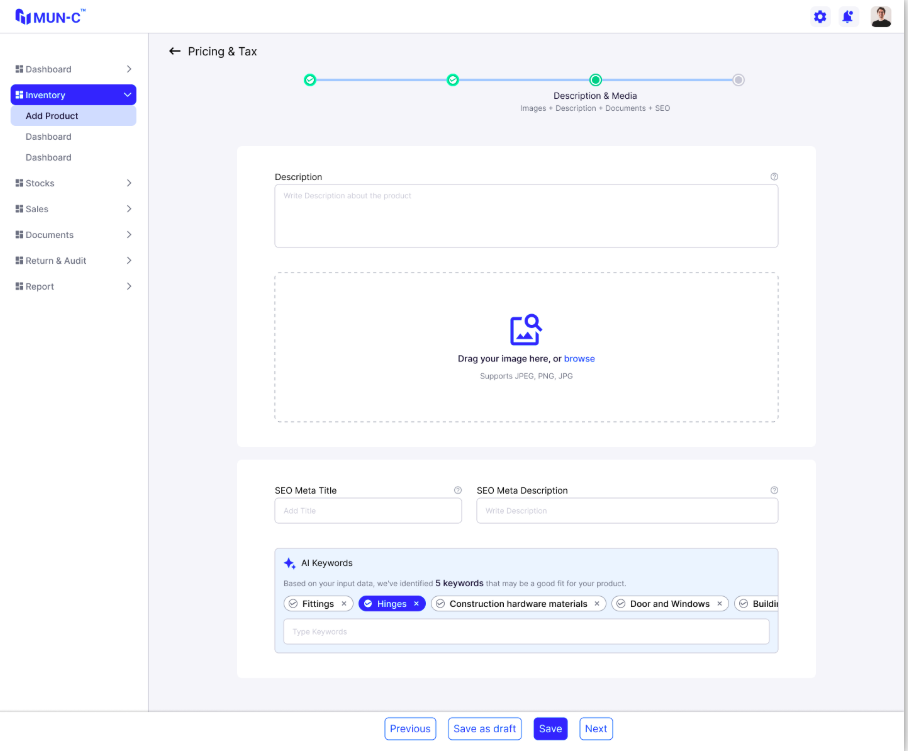 MUN-C™
Pricing & Tax
Dashboard
Inventory
Add Product
Dashboard
Dashboard
Stocks
Sales
Documents
Return & Audit
Report
Description & Media
Images + Description + Documents + SEO
Description
Write Description about the product
Drag your image here, or browse
Supports JPEG, PNG, JPG
SEO Meta Title
SEO Meta Description
Add Title
Write Description
AI Keywords
Based on your input data, we've identified 5 keywords that may be a good fit for your product.
Fittings × Hinges × Construction hardware materials × Door and Windows ×
Type Keywords
Previous Save as draft Save Next